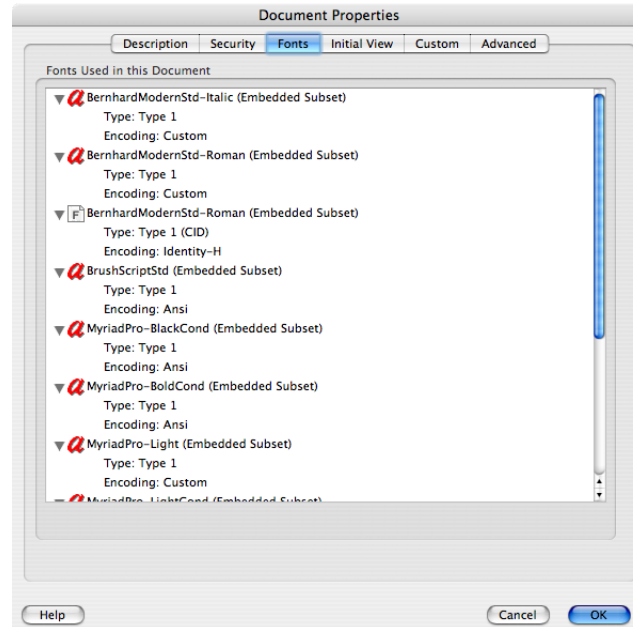 Document Properties
Description Security Fonts Initial View Custom Advanced
Fonts Used in this Document
BernhardModernStd-Italic (Embedded Subset)
Type: Type 1
Encoding: Custom
BernhardModernStd-Roman (Embedded Subset)
Type: Type 1
Encoding: Custom
BernhardModernStd-Roman (Embedded Subset)
Type: Type 1 (CID)
Encoding: Identity-H
BrushScriptStd (Embedded Subset)
Type: Type 1
Encoding: Ansi
MyriadPro-BlackCond (Embedded Subset)
Type: Type 1
Encoding: Ansi
MyriadPro-BoldCond (Embedded Subset)
Type: Type 1
Encoding: Ansi
MyriadPro-Light (Embedded Subset)
Type: Type 1
Encoding: Custom
MyriadPro-LightCond (Embedded Subset)
Help Cancel OK